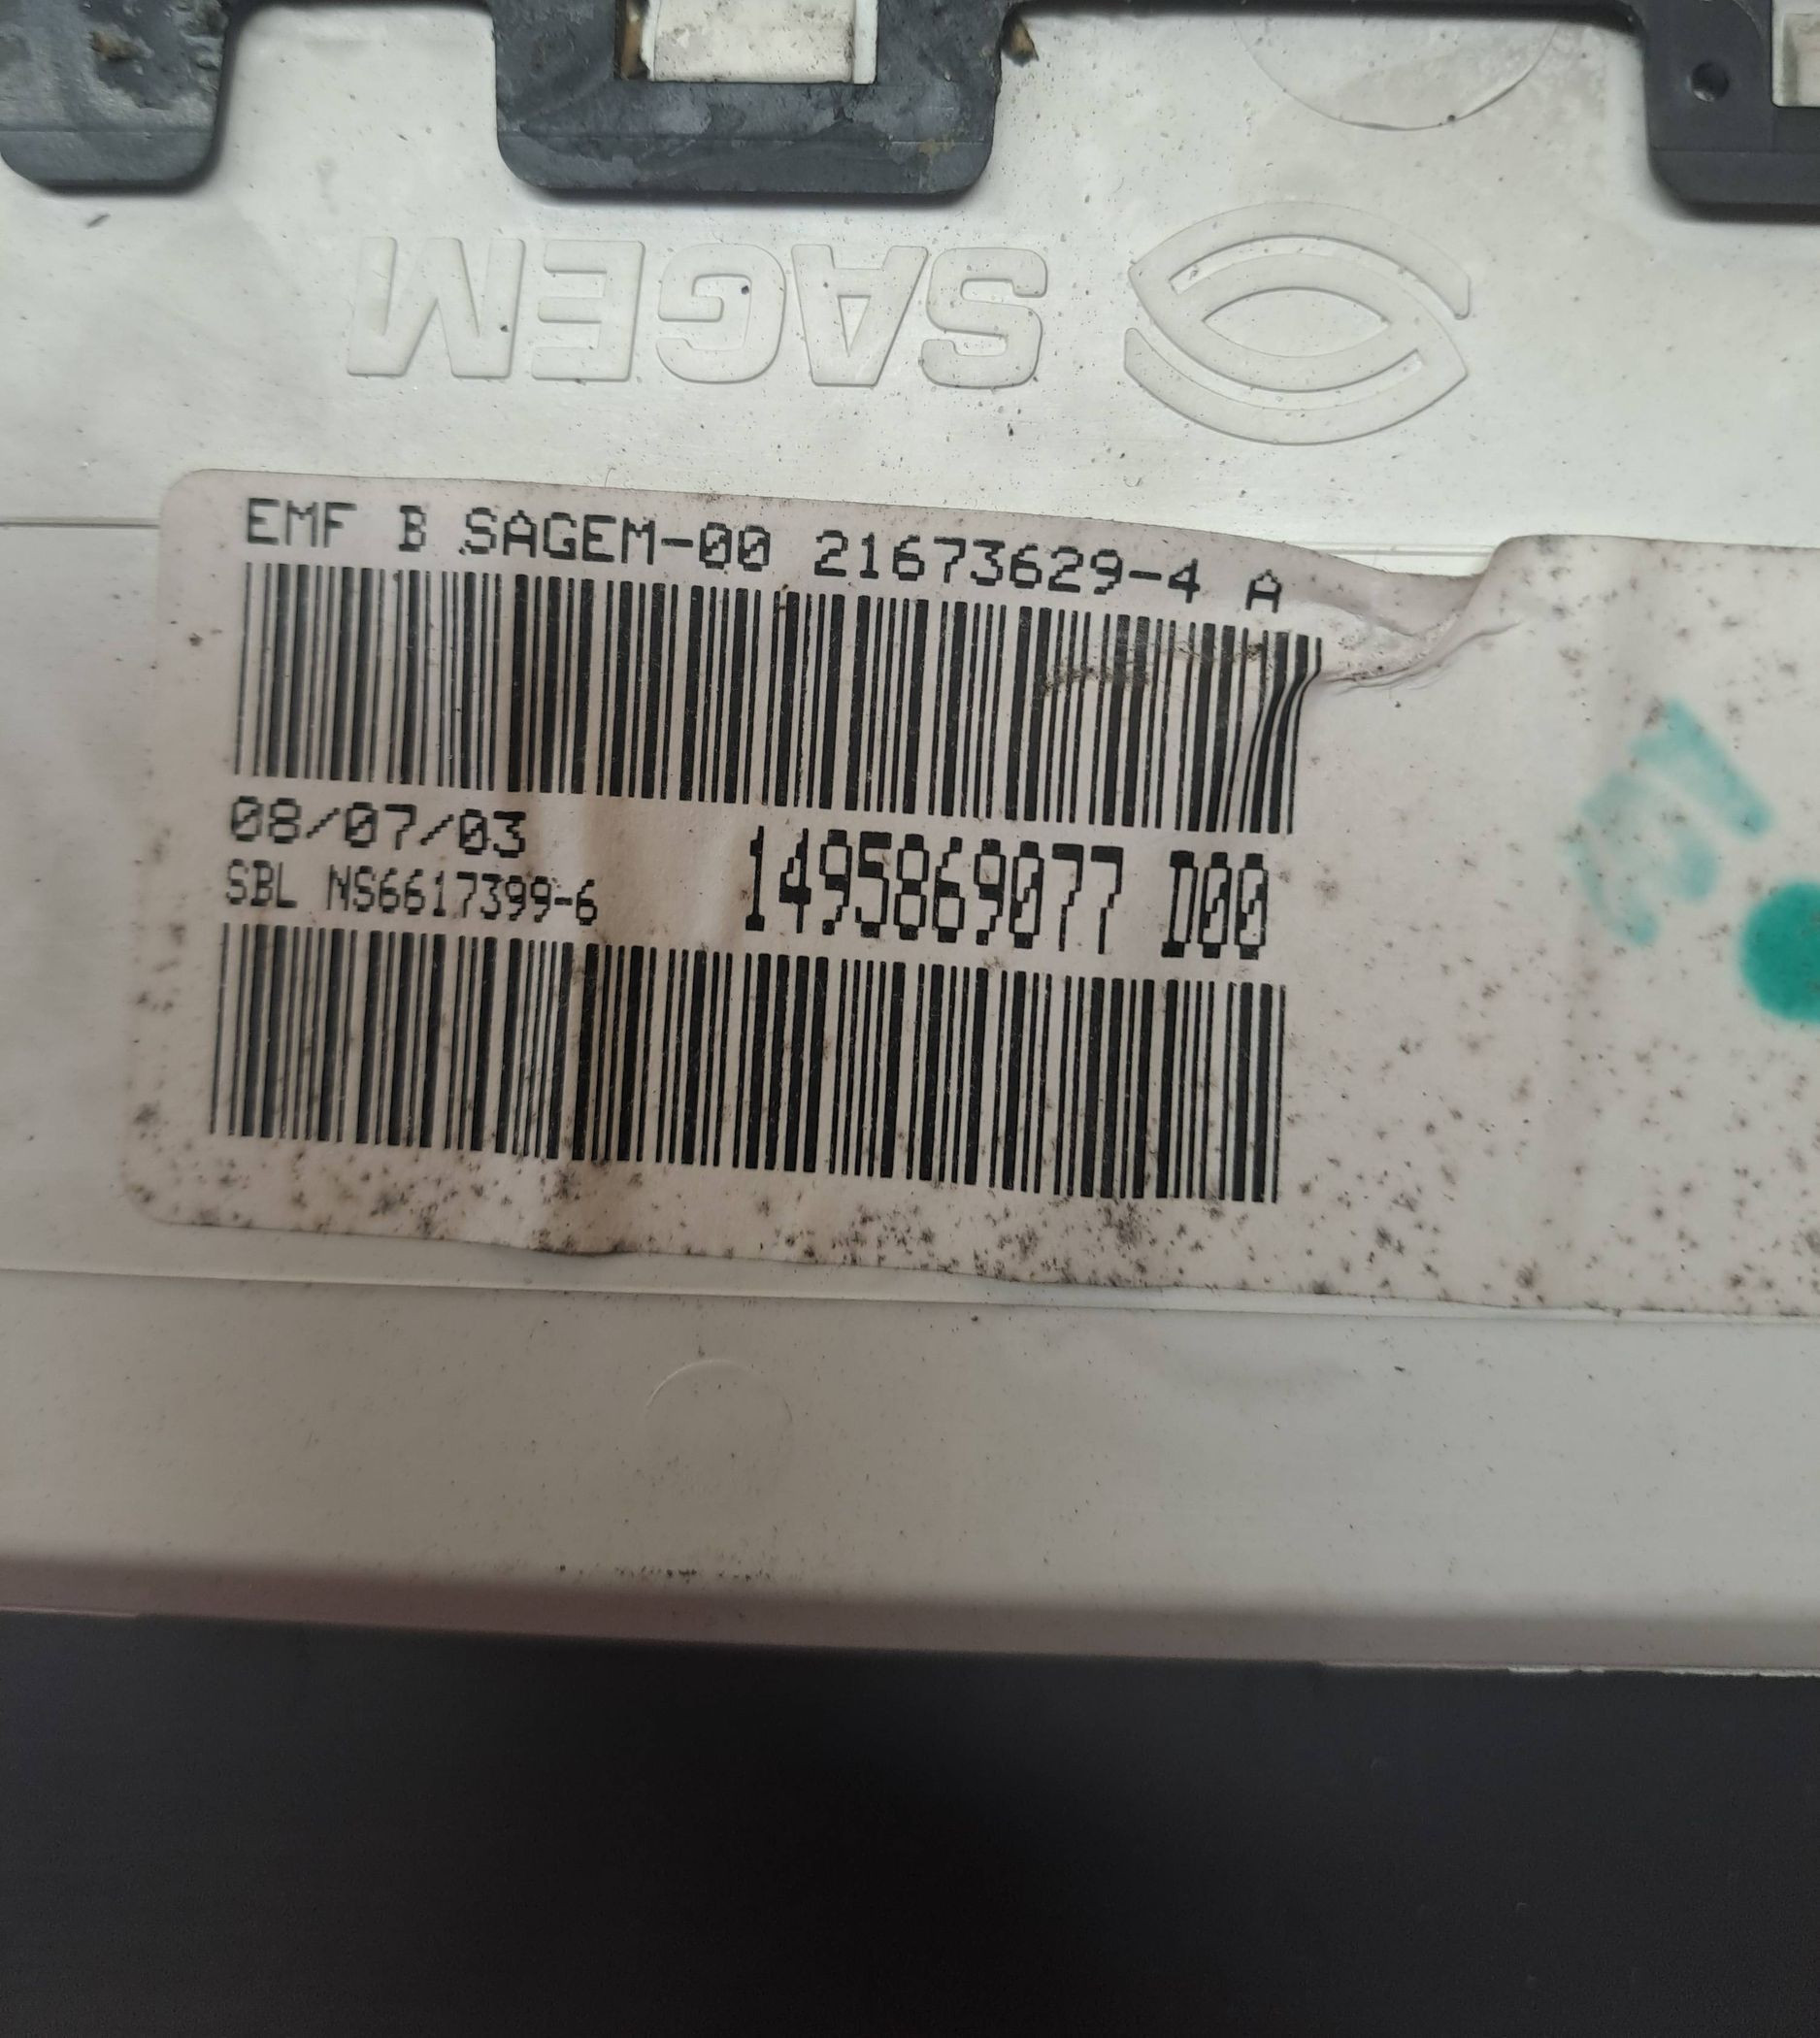 SAGEM
EMF B SAGEM-00 21673629-4 A
08/07/03
SBL NS6617399-6
1495869077 D00